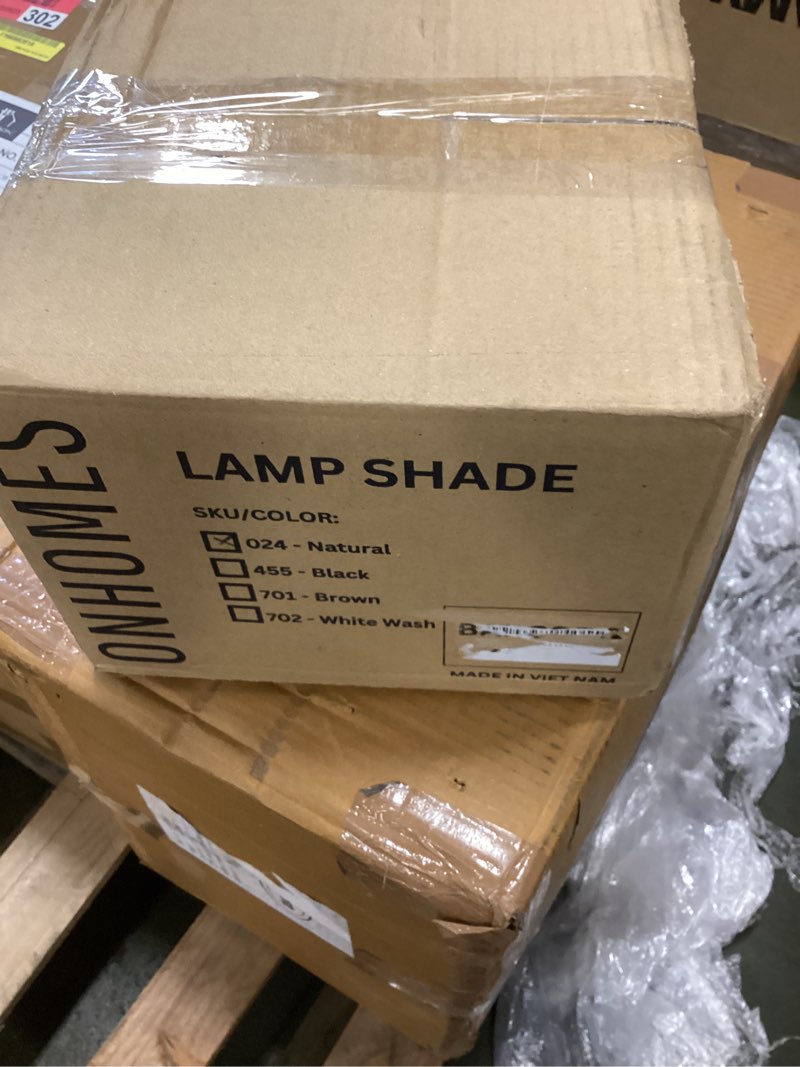 302
NO
ONHOMES
LAMP SHADE
SKU/COLOR:
024 - Natural
455 - Black
701 - Brown
702 - White Wash
MADE IN VIET NAM